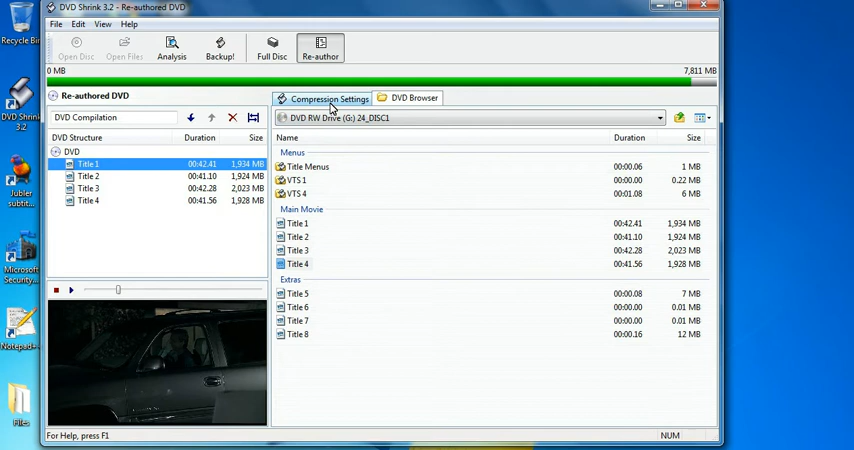 DVD Shrink 3.2 - Re-authored DVD
File Edit View Help
Open Disc Open Files Analysis Backup! Full Disc Re-author
0 MB 7,811 MB
Re-authored DVD
DVD Compilation
DVD Structure Duration Size
DVD
Title 1 00:42.41 1,934 MB
Title 2 00:41.10 1,924 MB
Title 3 00:42.28 2,023 MB
Title 4 00:41.56 1,928 MB
Compression Settings DVD Browser
DVD RW Drive (G:) 24_DISC1
Name Duration Size
Menus
Title Menus 00:00.06 1 MB
VTS 1 00:00.00 0.22 MB
VTS 4 00:01.08 6 MB
Main Movie
Title 1 00:42.41 1,934 MB
Title 2 00:41.10 1,924 MB
Title 3 00:42.28 2,023 MB
Title 4 00:41.56 1,928 MB
Extras
Title 5 00:00.08 7 MB
Title 6 00:00.00 0.01 MB
Title 7 00:00.00 0.01 MB
Title 8 00:00.16 12 MB
For Help, press F1 NUM
Recycle Bin
DVD Shrink
3.2
Jubler
subtit...
Microsoft
Security...
Notepad+
Files